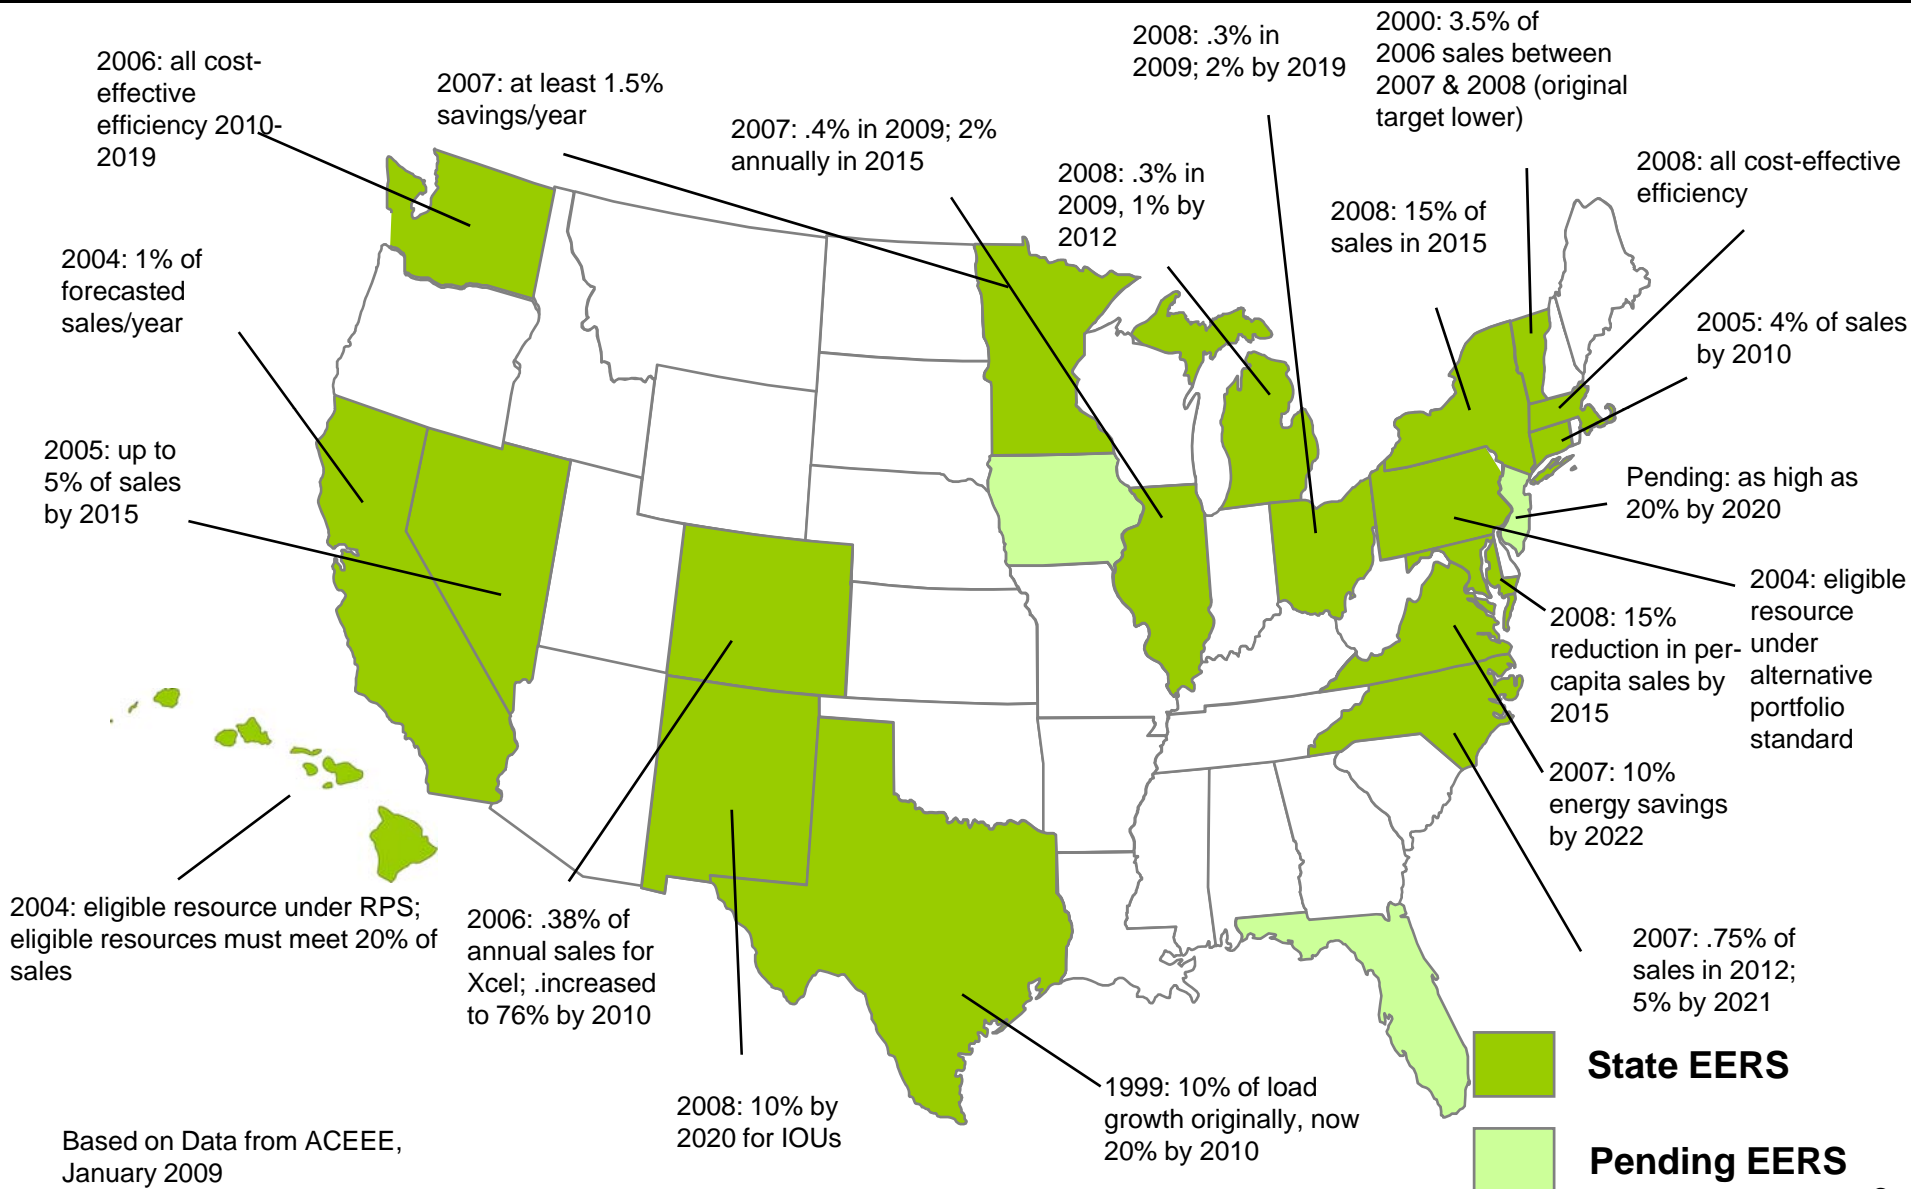 2006: all cost-
effective
efficiency 2010-
2019
2007: at least 1.5%
savings/year
2007: .4% in 2009; 2%
annually in 2015
2008: .3% in
2009; 2% by 2019
2000: 3.5% of
2006 sales between
2007 & 2008 (original
target lower)
2008: .3% in
2009, 1% by
2012
2008: 15% of
sales in 2015
2008: all cost-effective
efficiency
2004: 1% of
forecasted
sales/year
2005: 4% of sales
by 2010
2005: up to
5% of sales
by 2015
Pending: as high as
20% by 2020
2004: eligible
resource
under
alternative
portfolio
standard
2008: 15%
reduction in per-
capita sales by
2015
2007: 10%
energy savings
by 2022
2004: eligible resource under RPS;
eligible resources must meet 20% of
sales
2006: .38% of
annual sales for
Xcel; .increased
to 76% by 2010
2007: .75% of
sales in 2012;
5% by 2021
2008: 10% by
2020 for IOUs
1999: 10% of load
growth originally, now
20% by 2010
State EERS
Pending EERS
Based on Data from ACEEE,
January 2009